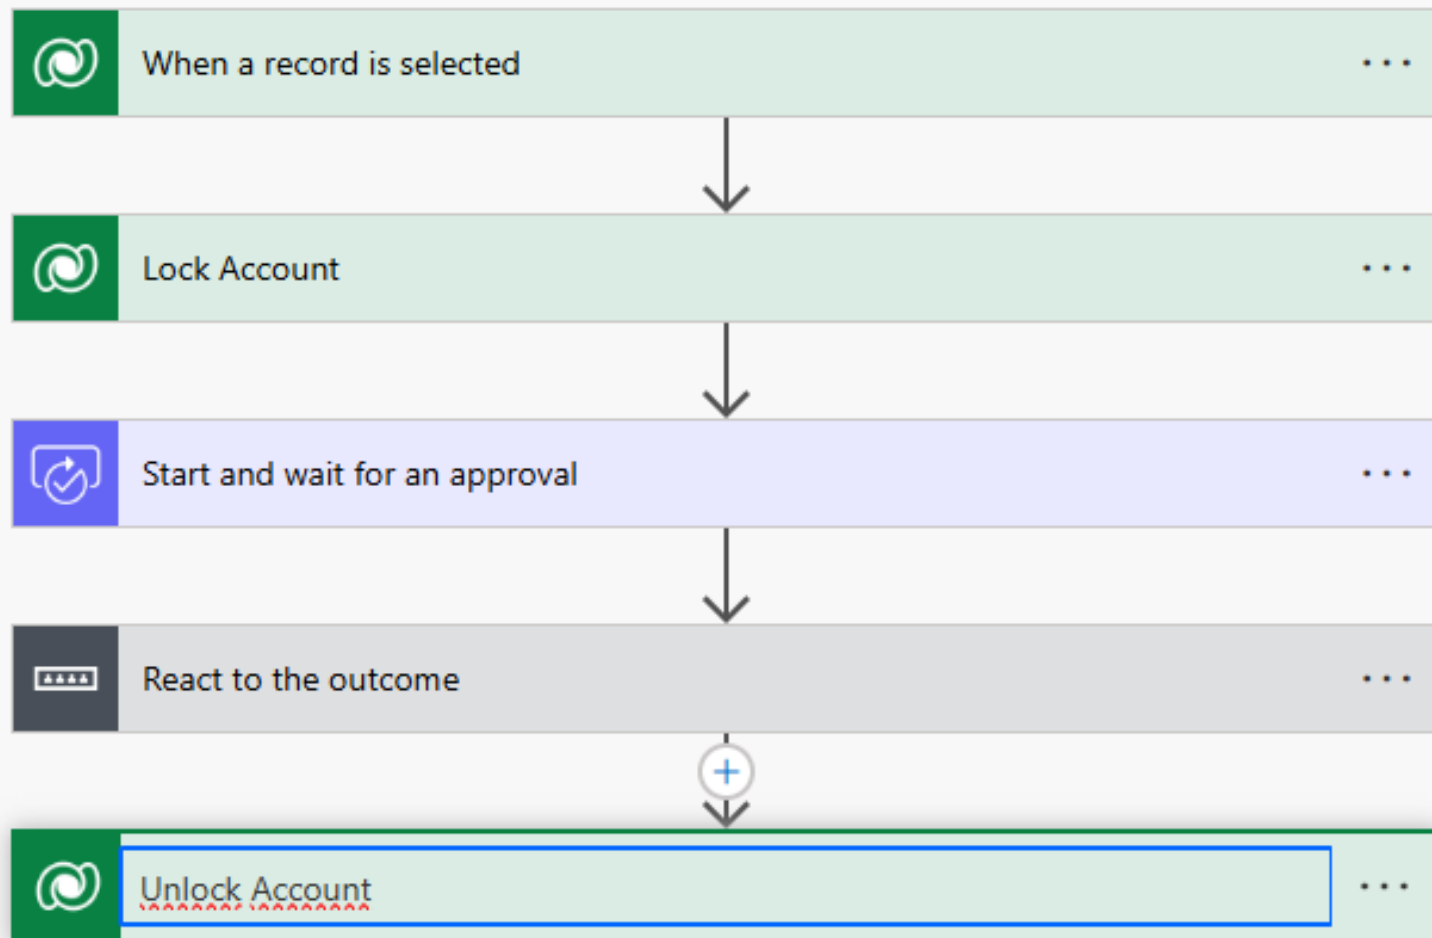 When a record is selected
Lock Account
Start and wait for an approval
React to the outcome
Unlock Account